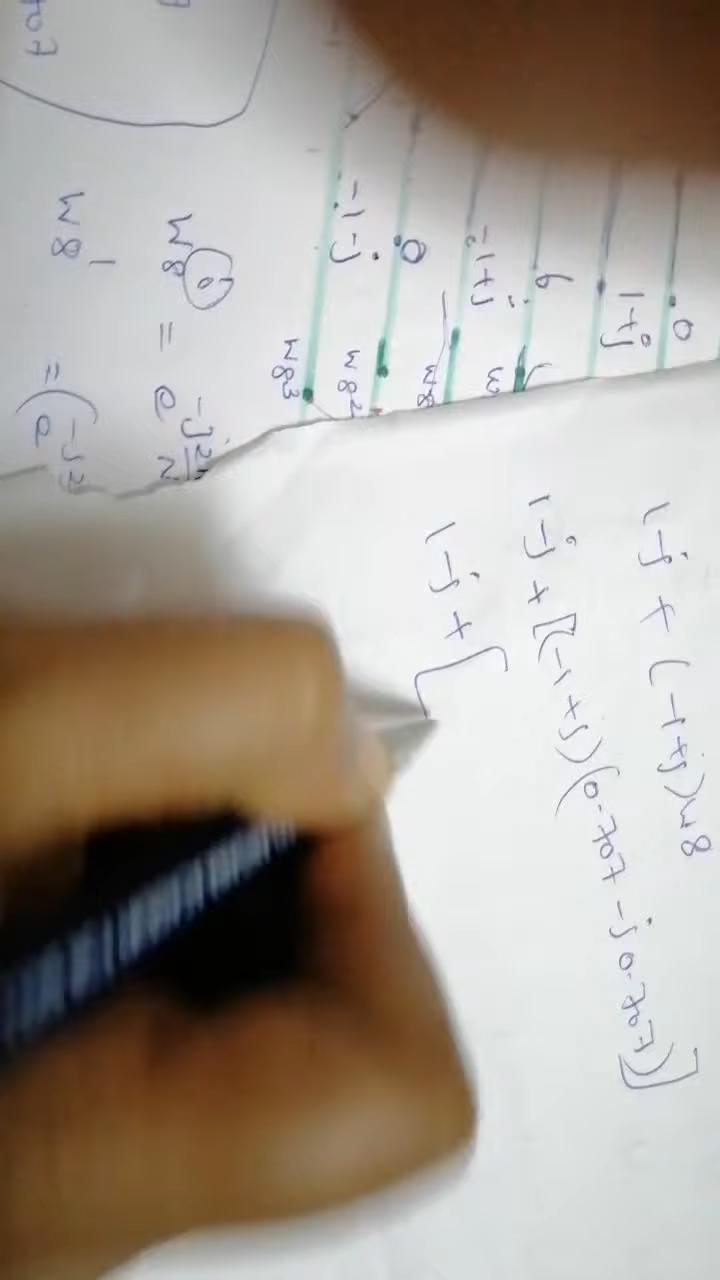 0
1+j
6
-1+j
0
-1-j
W8
W8²
W8³
W8⁰ = e
W8¹ = (e
1-j + (-1+j)W8
1-j + [(-1+j)(0.707-j0.707)]
1-j + [